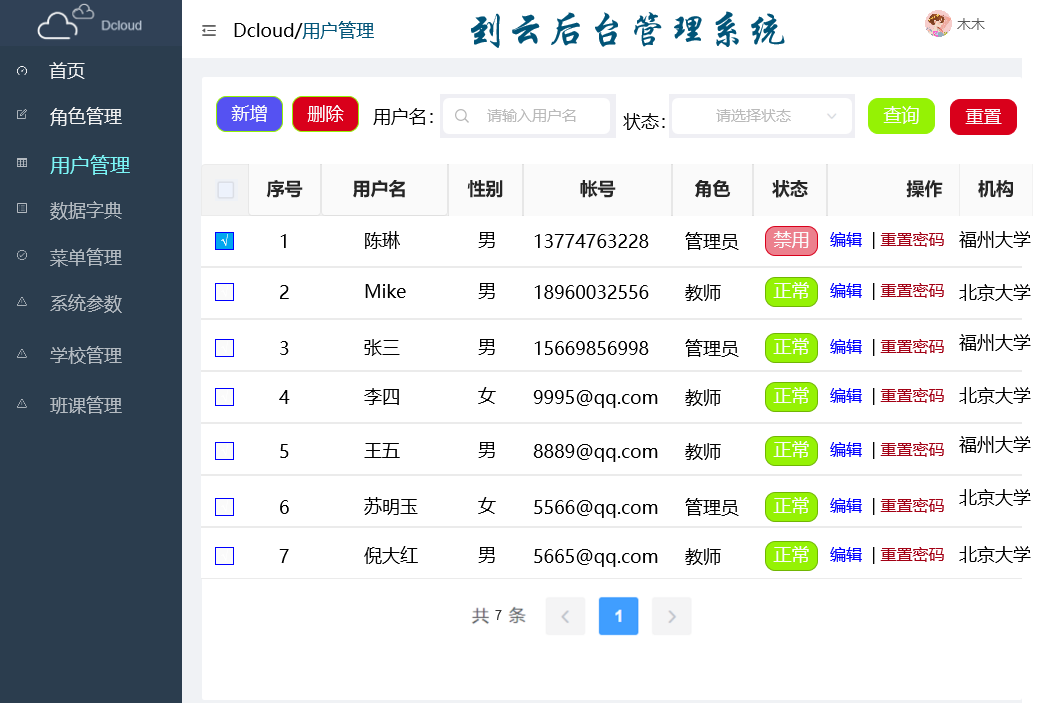 Dcloud
Dcloud/用户管理
到云后台管理系统
木木
首页
角色管理
用户管理
数据字典
菜单管理
系统参数
学校管理
班课管理
新增 删除 用户名: 请输入用户名 状态: 请选择状态 查询 重置
序号 用户名 性别 帐号 角色 状态 操作 机构
√ 1 陈琳 男 13774763228 管理员 禁用 编辑 | 重置密码 福州大学
2 Mike 男 18960032556 教师 正常 编辑 | 重置密码 北京大学
3 张三 男 15669856998 管理员 正常 编辑 | 重置密码 福州大学
4 李四 女 9995@qq.com 教师 正常 编辑 | 重置密码 北京大学
5 王五 男 8889@qq.com 教师 正常 编辑 | 重置密码 福州大学
6 苏明玉 女 5566@qq.com 管理员 正常 编辑 | 重置密码 北京大学
7 倪大红 男 5665@qq.com 教师 正常 编辑 | 重置密码 北京大学
共 7 条 < 1 >